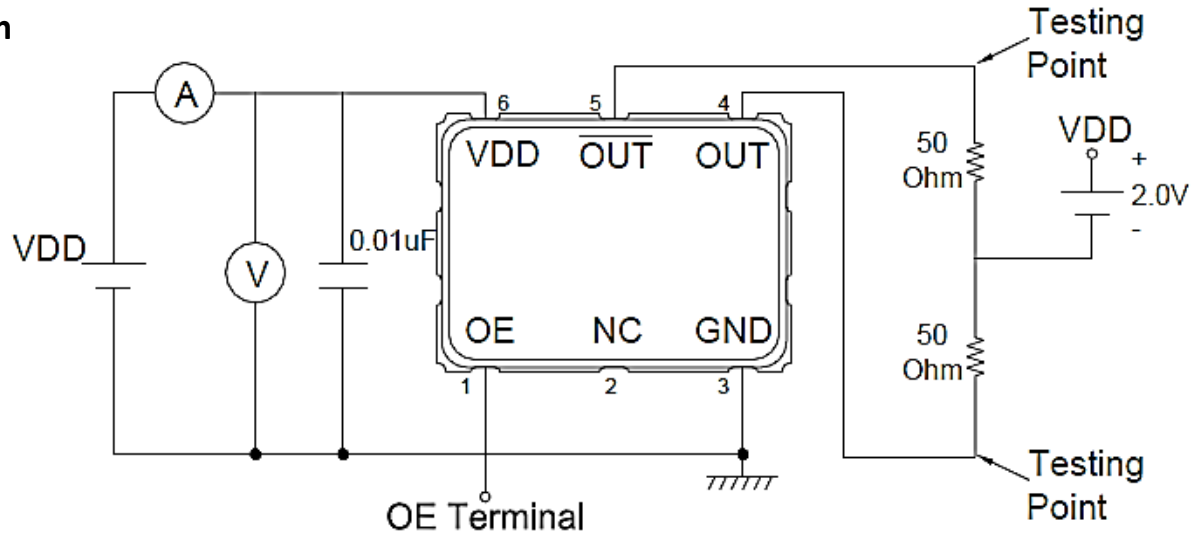 n
Testing
Point
A
6
5
4
VDD
OUT
OUT
50
Ohm
VDD
+
2.0V
-
VDD
V
0.01uF
OE
NC
GND
50
Ohm
1
2
3
OE Terminal
Testing
Point